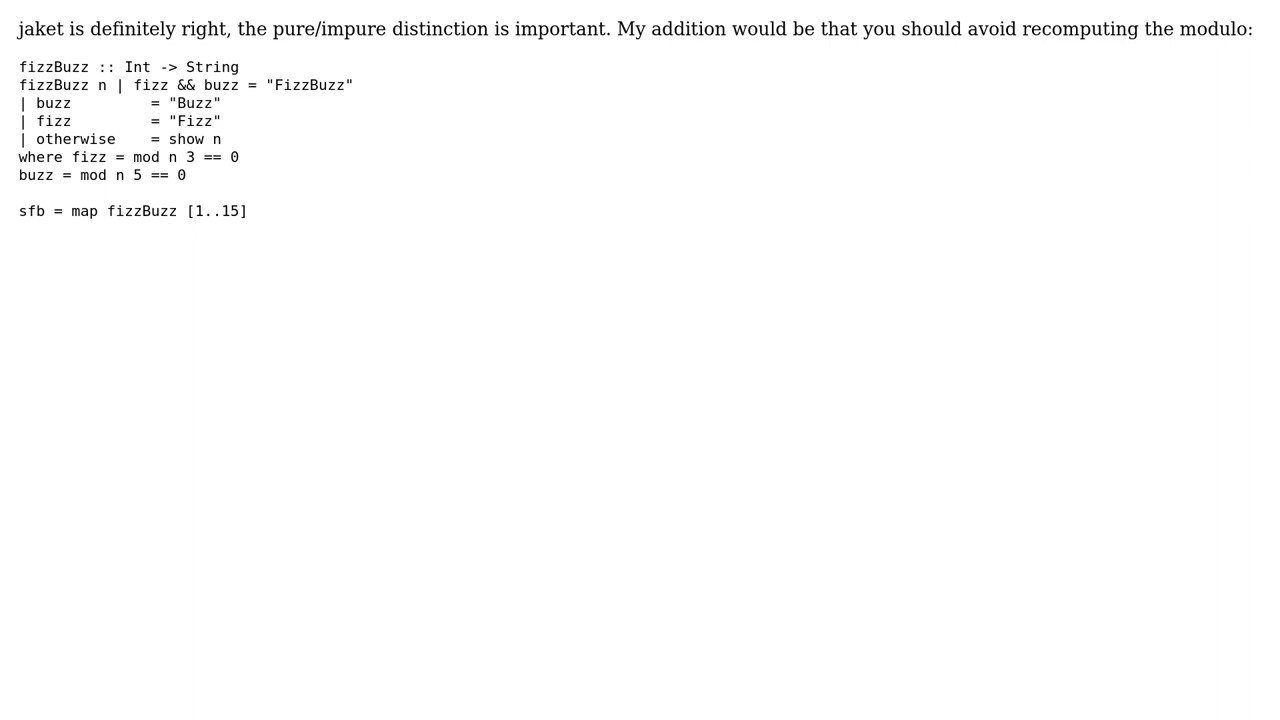 jaket is definitely right, the pure/impure distinction is important. My addition would be that you should avoid recomputing the modulo:
fizzBuzz :: Int -> String
fizzBuzz n | fizz && buzz = "FizzBuzz"
| buzz         = "Buzz"
| fizz         = "Fizz"
| otherwise    = show n
where fizz = mod n 3 == 0
buzz = mod n 5 == 0
sfb = map fizzBuzz [1..15]